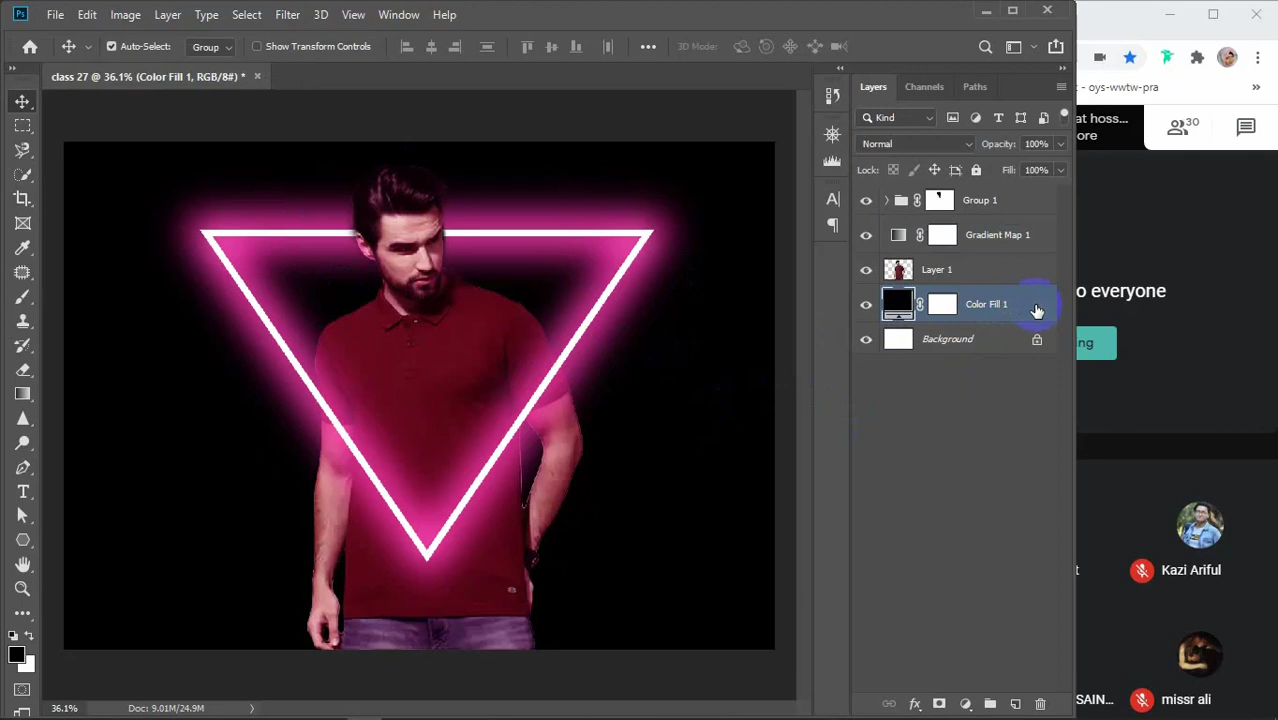 Ps File Edit Image Layer Type Select Filter 3D View Window Help
Auto-Select: Group Show Transform Controls 3D Mode:
class 27 @ 36.1% (Color Fill 1, RGB/8#) *
Layers Channels Paths
Kind
Normal Opacity: 100%
Lock: Fill: 100%
Group 1
Gradient Map 1
Layer 1
Color Fill 1
Background
36.1% Doc: 9.01M/24.9M
- oys-wwtw-pra
at hoss...
ore
30
o everyone
ng
Kazi Ariful
t
SAIN...
missr ali